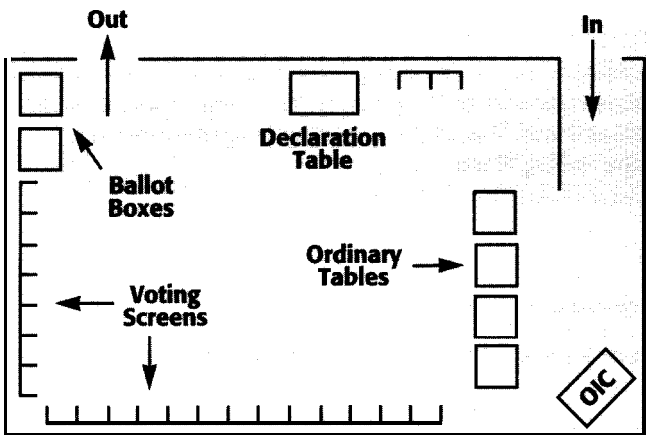 Out
In
Declaration
Table
Ballot
Boxes
Ordinary
Tables
Voting
Screens
OIC